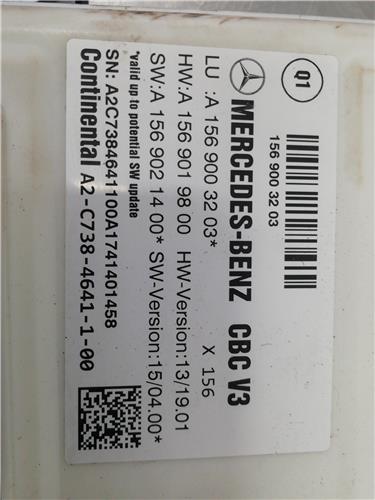 Q1
156 900 32 03
MERCEDES-BENZ CBC V3
LU :A 156 900 32 03* X 156
HW:A 156 901 98 00 HW-Version:13/19.01
SW:A 156 902 14 00* SW-Version:15/04.00*
*valid up to potential SW update
SN: A2C7384641100A1741401458
Continental A2-C738-4641-1-00